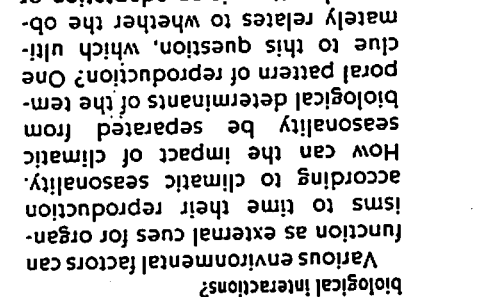 biological interactions?
Various environmental factors can
function as external cues for organ-
isms to time their reproduction
according to climatic seasonality.
How can the impact of climatic
seasonality be separated from
biological determinants of the tem-
poral pattern of reproduction? One
clue to this question, which ulti-
mately relates to whether the ob-